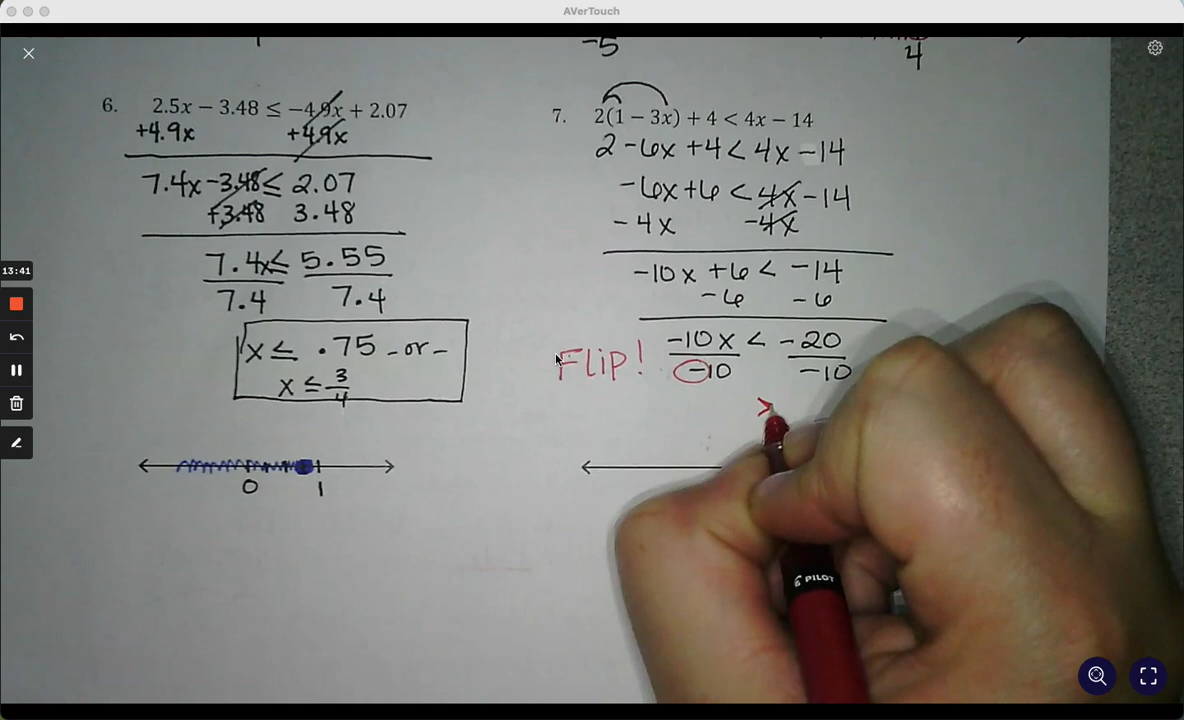 AVerTouch
-5
4
6. 2.5x − 3.48 ≤ −4.9x + 2.07
+4.9x +4.9x
7.4x -3.48 ≤ 2.07
+3.48 3.48
7.4x ≤ 5.55
7.4 7.4
x ≤ .75 -or-
x ≤ 3/4
0 1
7. 2(1 − 3x) + 4 < 4x − 14
2 -6x +4 < 4x -14
-6x +6 < 4x -14
-4x -4x
-10x +6 < -14
-6 -6
-10x < -20
Flip! -10 -10
>
PILOT
13:41